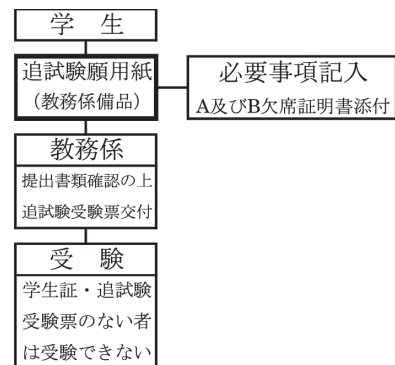 学　生
追試験願用紙
（教務係備品）
必要事項記入
A及びB欠席証明書添付
教務係
提出書類確認の上
追試験受験票交付
受　験
学生証・追試験
受験票のない者
は受験できない